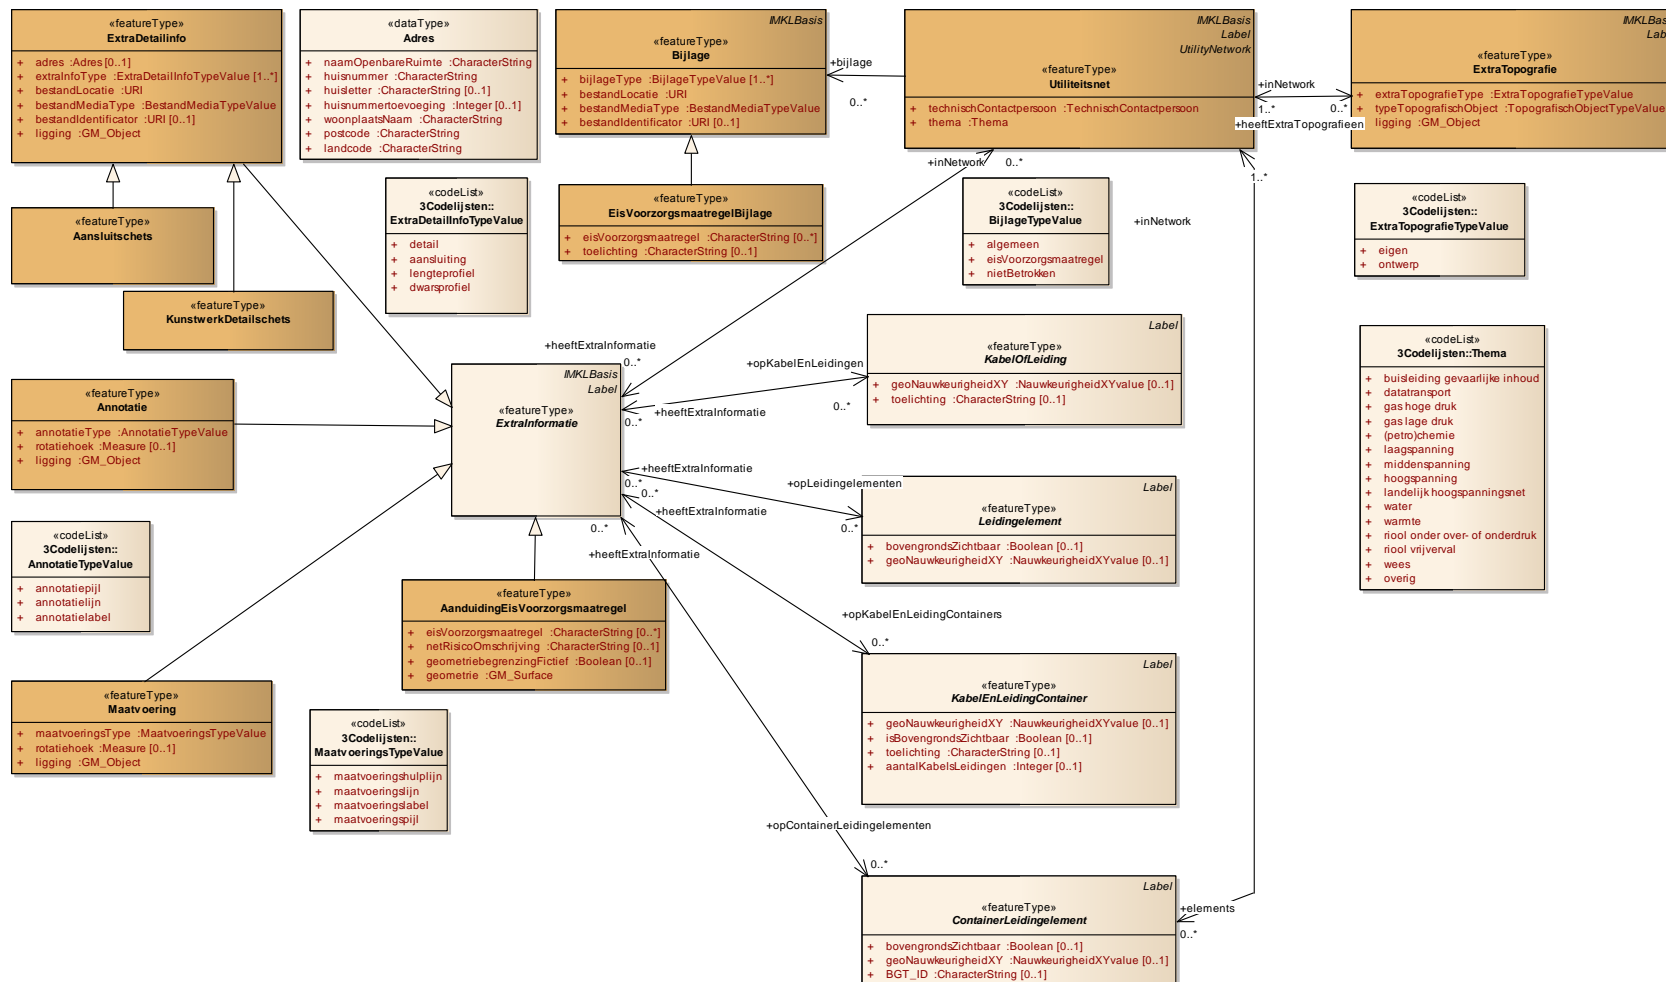 «featureType»
ExtraDetailinfo
+ adres :Adres [0..1]
+ extraInfoType :ExtraDetailInfoTypeValue [1..*]
+ bestandLocatie :URI
+ bestandMediaType :BestandMediaTypeValue
+ bestandIdentificator :URI [0..1]
+ ligging :GM_Object
«dataType»
Adres
+ naamOpenbareRuimte :CharacterString
+ huisnummer :CharacterString
+ huisletter :CharacterString [0..1]
+ huisnummertoevoeging :Integer [0..1]
+ woonplaatsNaam :CharacterString
+ postcode :CharacterString
+ landcode :CharacterString
IMKLBasis
«featureType»
Bijlage
+ bijlageType :BijlageTypeValue [1..*]
+ bestandLocatie :URI
+ bestandMediaType :BestandMediaTypeValue
+ bestandIdentificator :URI [0..1]
+bijlage
0..*
IMKLBasis
Label
UtilityNetwork
«featureType»
Utiliteitsnet
+ technischContactpersoon :TechnischContactpersoon
+ thema :Thema
+inNetwork
1..*
0..*
+heeftExtraTopografieen
IMKLBas
Lab
«featureType»
ExtraTopografie
+ extraTopografieType :ExtraTopografieTypeValue
+ typeTopografischObject :TopografischObjectTypeValue
ligging :GM_Object
«featureType»
Aansluitschets
«featureType»
KunstwerkDetailschets
«codeList»
3Codelijsten::
ExtraDetailInfoTypeValue
+ detail
+ aansluiting
+ lengteprofiel
+ dwarsprofiel
«featureType»
EisVoorzorgsmaatregelBijlage
+ eisVoorzorgsmaatregel :CharacterString [0..*]
+ toelichting :CharacterString [0..1]
+inNetwork
0..*
«codeList»
3Codelijsten::
BijlageTypeValue
+ algemeen
+ eisVoorzorgsmaatregel
+ nietBetrokken
1..*
+inNetwork
«codeList»
3Codelijsten::
ExtraTopografieTypeValue
+ eigen
+ ontwerp
«codeList»
3Codelijsten::Thema
+ buisleiding gevaarlijke inhoud
+ datatransport
+ gas hoge druk
+ gas lage druk
+ (petro)chemie
+ laagspanning
+ middenspanning
+ hoogspanning
+ landelijk hoogspanningsnet
+ water
+ warmte
+ riool onder over- of onderdruk
+ riool vrijverval
+ wees
+ overig
+heeftExtraInformatie
0..*
IMKLBasis
Label
«featureType»
ExtraInformatie
+opKabelEnLeidingen
0..*
+heeftExtraInformatie
0..*
Label
«featureType»
KabelOfLeiding
+ geoNauwkeurigheidXY :NauwkeurigheidXYvalue [0..1]
+ toelichting :CharacterString [0..1]
«featureType»
Annotatie
+ annotatieType :AnnotatieTypeValue
+ rotatiehoek :Measure [0..1]
+ ligging :GM_Object
+heeftExtraInformatie
0..*
+opLeidingelementen
0..*
Label
«featureType»
Leidingelement
+ bovengrondsZichtbaar :Boolean [0..1]
+ geoNauwkeurigheidXY :NauwkeurigheidXYvalue [0..1]
0..*
+heeftExtraInformatie
0..*
+heeftExtraInformatie
«codeList»
3Codelijsten::
AnnotatieTypeValue
+ annotatiepijl
+ annotatielijn
+ annotatielabel
«featureType»
AanduidingEisVoorzorgsmaatregel
+ eisVoorzorgsmaatregel :CharacterString [0..*]
+ netRisicoOmschrijving :CharacterString [0..1]
+ geometriebegrenzingFictief :Boolean [0..1]
+ geometrie :GM_Surface
+opKabelEnLeidingContainers
0..*
Label
«featureType»
KabelEnLeidingContainer
+ geoNauwkeurigheidXY :NauwkeurigheidXYvalue [0..1]
+ isBovengrondsZichtbaar :Boolean [0..1]
+ toelichting :CharacterString [0..1]
+ aantalKabelsLeidingen :Integer [0..1]
«featureType»
Maatvoering
+ maatvoeringsType :MaatvoeringsTypeValue
+ rotatiehoek :Measure [0..1]
+ ligging :GM_Object
«codeList»
3Codelijsten::
MaatvoeringsTypeValue
+ maatvoeringshulplijn
+ maatvoeringslijn
+ maatvoeringslabel
+ maatvoeringspijl
+opContainerLeidingelementen
0..*
Label
«featureType»
ContainerLeidingelement
+ bovengrondsZichtbaar :Boolean [0..1]
+ geoNauwkeurigheidXY :NauwkeurigheidXYvalue [0..1]
+ BGT_ID :CharacterString [0..1]
+elements
0..*